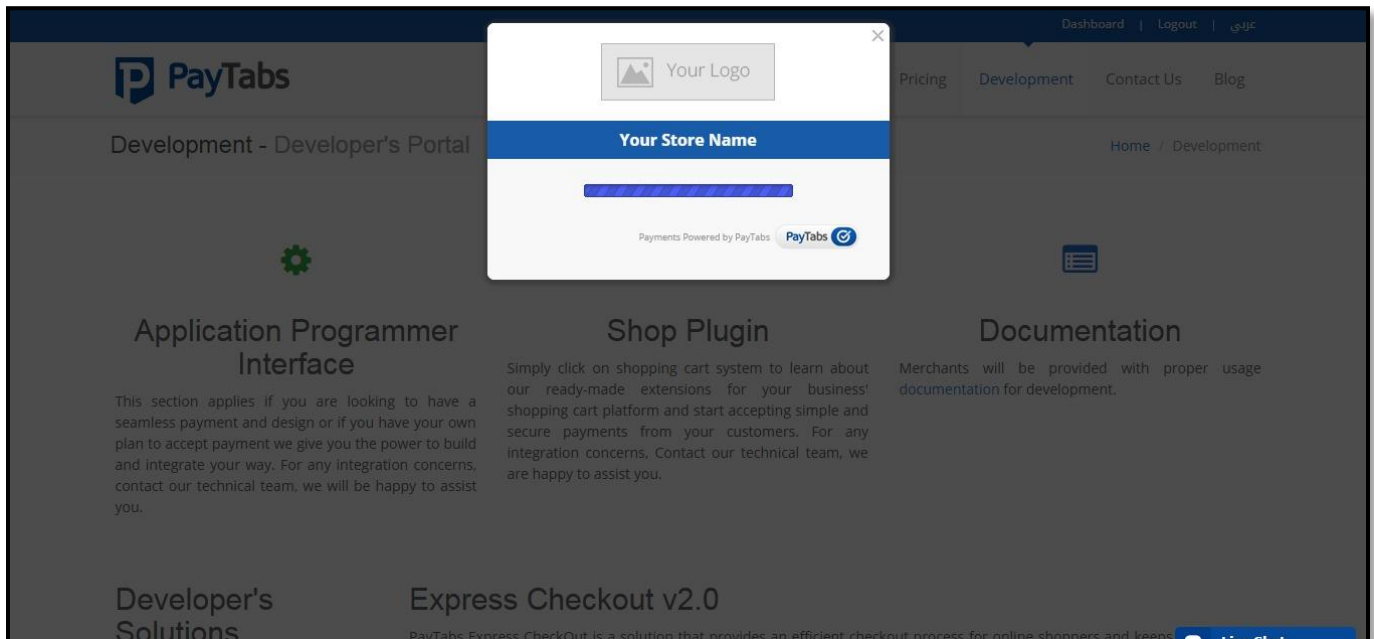 Dashboard | Logout | عربي
PayTabs
Pricing Development Contact Us Blog
Development - Developer's Portal
Home / Development
Your Logo
Your Store Name
Payments Powered by PayTabs PayTabs
Application Programmer
Interface
This section applies if you are looking to have a
seamless payment and design or if you have your own
plan to accept payment we give you the power to build
and integrate your way. For any integration concerns,
contact our technical team, we will be happy to assist
you.
Shop Plugin
Simply click on shopping cart system to learn about
our ready-made extensions for your business'
shopping cart platform and start accepting simple and
secure payments from your customers. For any
integration concerns, Contact our technical team, we
are happy to assist you.
Documentation
Merchants will be provided with proper usage
documentation for development.
Developer's
Solutions
Express Checkout v2.0
PayTabs Express CheckOut is a solution that provides an efficient checkout process for online shoppers and keeps
Live Chat